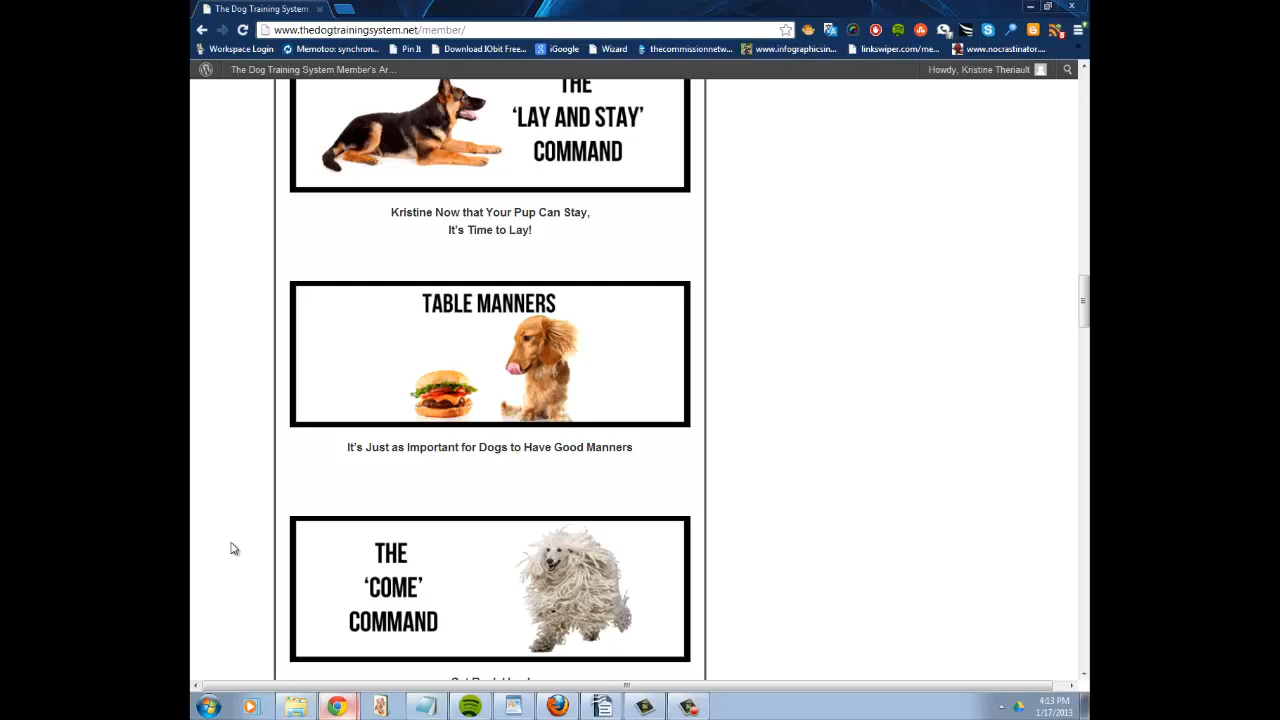 The Dog Training System
www.thedogtrainingsystem.net/member/
Workspace Login
Memotoo: synchron...
Pin It
Download IObit Free...
iGoogle
Wizard
thecommissionnetw...
www.infographicsin...
linkswiper.com/me...
www.nocrastinator....
The Dog Training System Member's Ar...
Howdy, Kristine Theriault
THE
‘LAY AND STAY’
COMMAND
Kristine Now that Your Pup Can Stay,
It’s Time to Lay!
TABLE MANNERS
It’s Just as Important for Dogs to Have Good Manners
THE
‘COME’
COMMAND
4:13 PM
1/17/2013